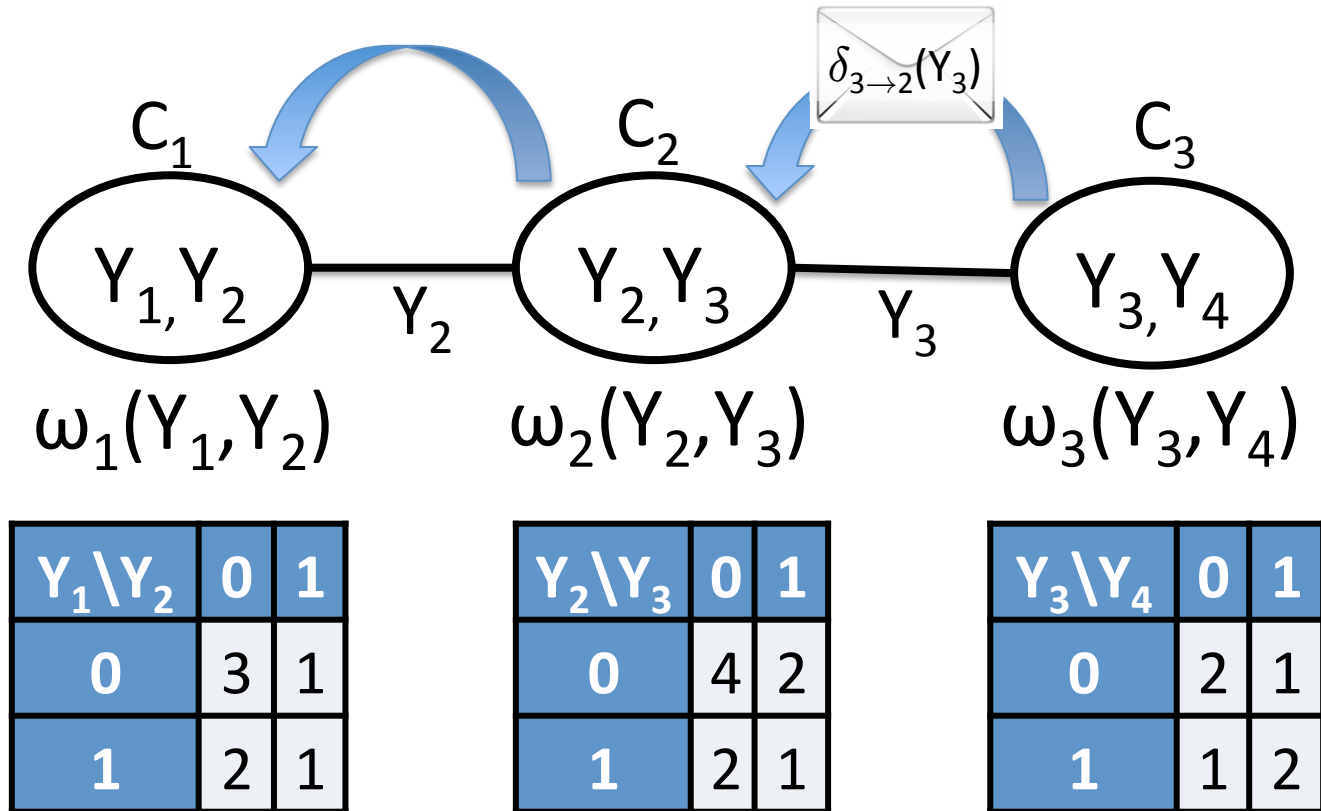 δ₃→₂(Y₃)
C₁ C₂ C₃
Y₁,Y₂ Y₂,Y₃ Y₃,Y₄
Y₂ Y₃
ω₁(Y₁,Y₂) ω₂(Y₂,Y₃) ω₃(Y₃,Y₄)
Y₁\Y₂ 0 1 Y₂\Y₃ 0 1 Y₃\Y₄ 0 1
0 3 1 0 4 2 0 2 1
1 2 1 1 2 1 1 1 2